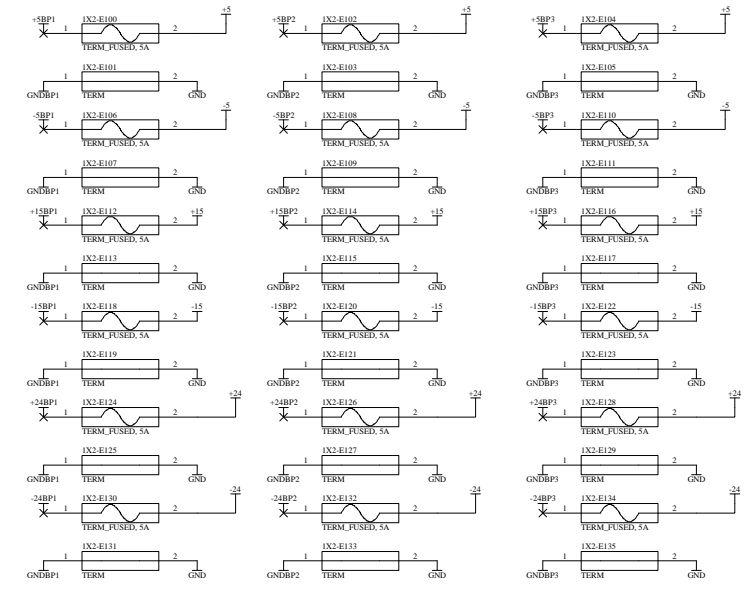 +5 +5 +5
+5BP1 1X2-E100 +5BP2 1X2-E102 +5BP3 1X2-E104
1 2 1 2 1 2
TERM_FUSED, 5A TERM_FUSED, 5A TERM_FUSED, 5A
1X2-E101 1X2-E103 1X2-E105
1 2 1 2 1 2
GNDBP1 TERM GND GNDBP2 TERM GND GNDBP3 TERM GND
-5 -5 -5
-5BP1 1X2-E106 -5BP2 1X2-E108 -5BP3 1X2-E110
1 2 1 2 1 2
TERM_FUSED, 5A TERM_FUSED, 5A TERM_FUSED, 5A
1X2-E107 1X2-E109 1X2-E111
1 2 1 2 1 2
GNDBP1 TERM GND GNDBP2 TERM GND GNDBP3 TERM GND
+15BP1 1X2-E112 +15 +15BP2 1X2-E114 +15 +15BP3 1X2-E116 +15
1 2 1 2 1 2
TERM_FUSED, 5A TERM_FUSED, 5A TERM_FUSED, 5A
1X2-E113 1X2-E115 1X2-E117
1 2 1 2 1 2
GNDBP1 TERM GND GNDBP2 TERM GND GNDBP3 TERM GND
-15BP1 1X2-E118 -15 -15BP2 1X2-E120 -15 -15BP3 1X2-E122 -15
1 2 1 2 1 2
TERM_FUSED, 5A TERM_FUSED, 5A TERM_FUSED, 5A
1X2-E119 1X2-E121 1X2-E123
1 2 1 2 1 2
GNDBP1 TERM GND GNDBP2 TERM GND GNDBP3 TERM GND
+24 +24 +24
+24BP1 1X2-E124 +24BP2 1X2-E126 +24BP3 1X2-E128
1 2 1 2 1 2
TERM_FUSED, 5A TERM_FUSED, 5A TERM_FUSED, 5A
1X2-E125 1X2-E127 1X2-E129
1 2 1 2 1 2
GNDBP1 TERM GND GNDBP2 TERM GND GNDBP3 TERM GND
-24 -24 -24
-24BP1 1X2-E130 -24BP2 1X2-E132 -24BP3 1X2-E134
1 2 1 2 1 2
TERM_FUSED, 5A TERM_FUSED, 5A TERM_FUSED, 5A
1X2-E131 1X2-E133 1X2-E135
1 2 1 2 1 2
GNDBP1 TERM GND GNDBP2 TERM GND GNDBP3 TERM GND